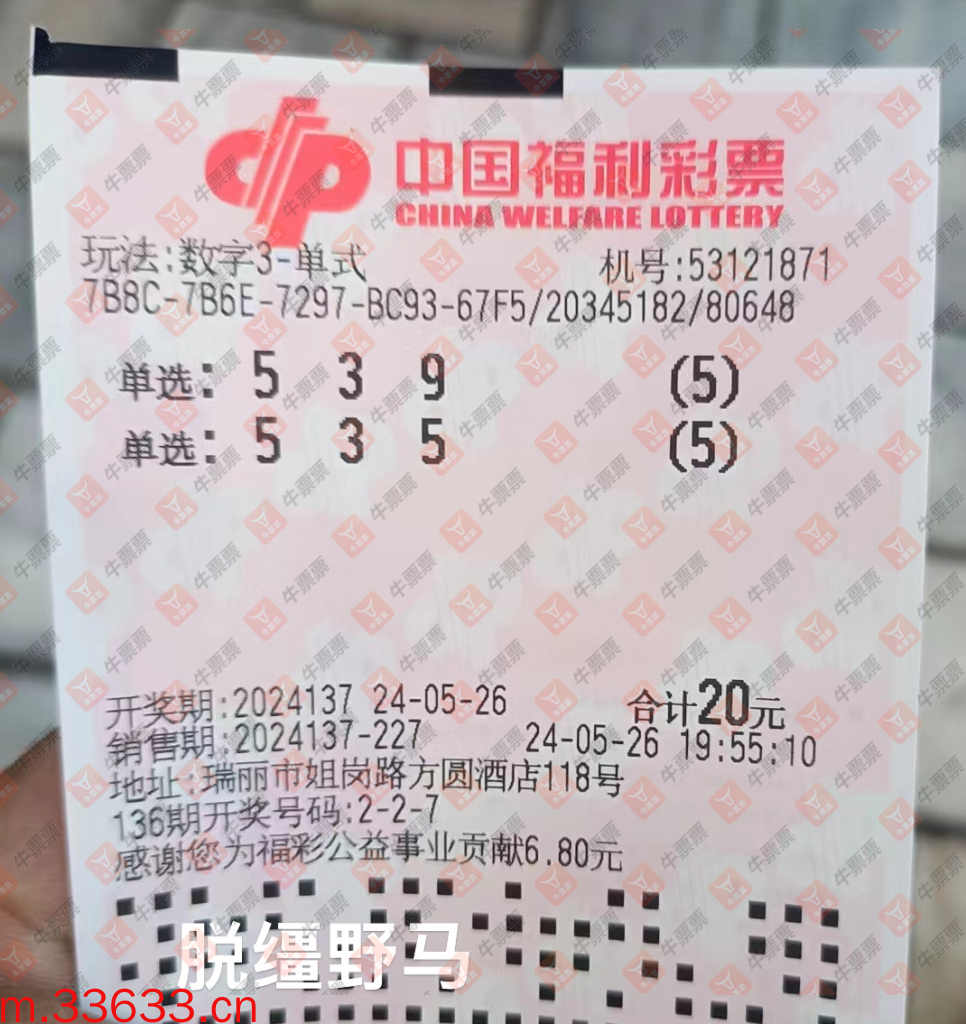 中国福利彩票
CHINA WELFARE LOTTERY
玩法:数字3-单式 机号:53121871
7B8C-7B6E-7297-BC93-67F5/20345182/80648
单选: 5 3 9 (5)
单选: 5 3 5 (5)
开奖期:2024137 24-05-26 合计20元
销售期:2024137-227 24-05-26 19:55:10
地址:瑞丽市姐岗路方圆酒店118号
136期开奖号码:2-2-7
感谢您为福彩公益事业贡献6.80元
脱缰野马
m.33633.cn
牛票票